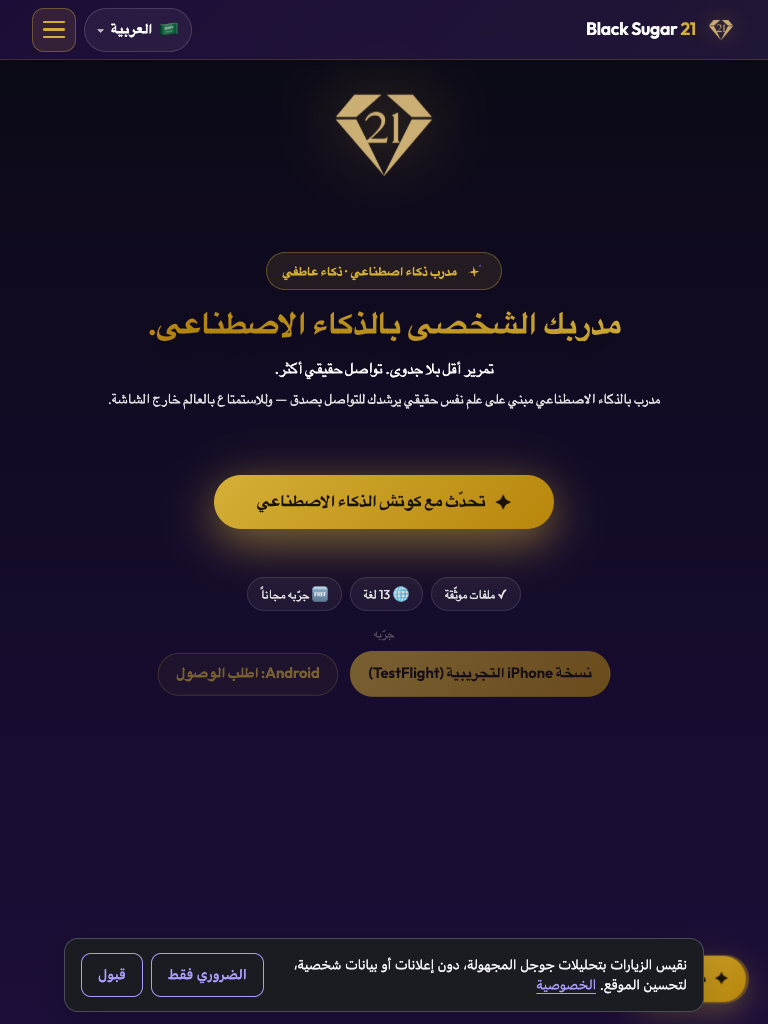 Black Sugar 21
21
العربية
21
مدرب ذكاء اصطناعي · ذكاء عاطفي
مدربك الشخصي بالذكاء الاصطناعي.
تمرير أقل بلا جدوى. تواصل حقيقي أكثر.
مدرب بالذكاء الاصطناعي مبني على علم نفس حقيقي يرشدك للتواصل بصدق — وللاستمتاع بالعالم خارج الشاشة.
تحدّث مع كوتش الذكاء الاصطناعي
✓ ملفات موثّقة
13 لغة
جرّبه مجاناً
جرّبه
نسخة iPhone التجريبية (TestFlight)
Android: اطلب الوصول
نقيس الزيارات بتحليلات جوجل المجهولة، دون إعلانات أو بيانات شخصية،
لتحسين الموقع. الخصوصية
الضروري فقط
قبول